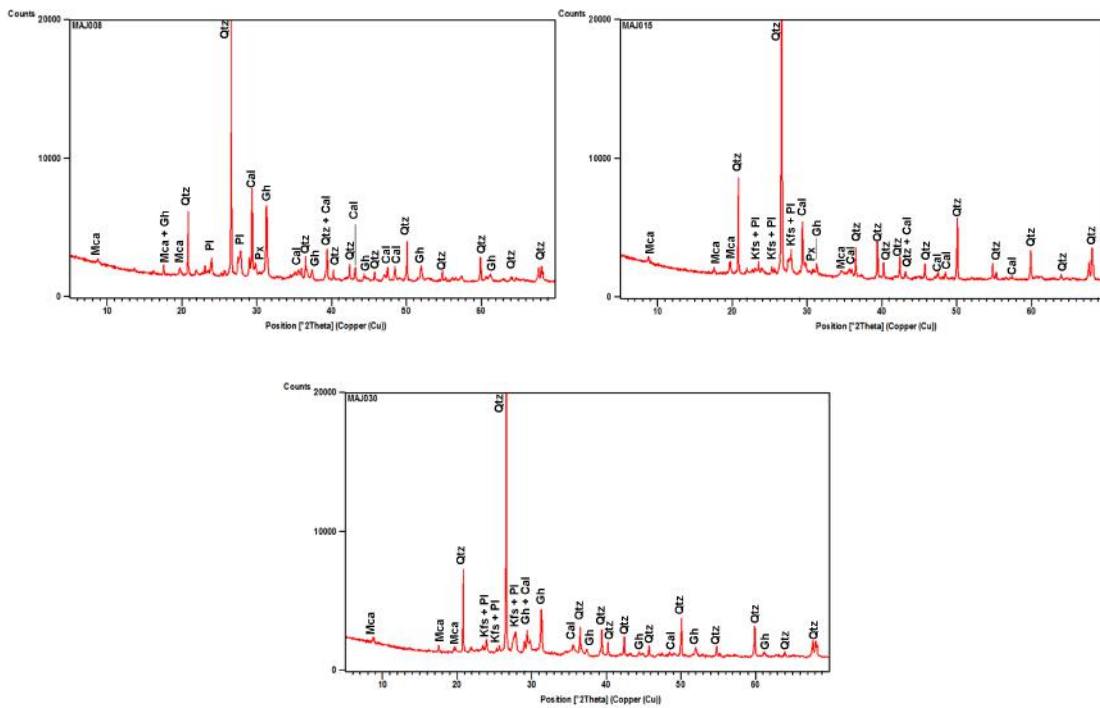 Counts
MAJ008
20000
10000
0
Mca
Mca + Gh
Mca
Qtz
Pl
Qtz
Pl
Cal
Px
Gh
Cal
Qtz
Gh
Qtz + Cal
Qtz
Qtz
Cal
Gh
Qtz
Cal
Cal
Qtz
Gh
Qtz
Qtz
Gh
Qtz
Qtz
10 20 30 40 50 60
Position [°2Theta] (Copper (Cu))
Counts
MAJ015
20000
10000
0
Mca
Mca
Mca
Qtz
Kfs + Pl
Kfs + Pl
Qtz
Kfs + Pl
Cal
Px
Gh
Mca
Cal
Qtz
Qtz
Qtz
Qtz
Qtz + Cal
Qtz
Cal
Cal
Qtz
Qtz
Cal
Qtz
Qtz
Qtz
10 20 30 40 50 60 70
Position [°2Theta] (Copper (Cu))
Counts
MAJ030
20000
10000
0
Mca
Mca
Mca
Qtz
Kfs + Pl
Kfs + Pl
Qtz
Kfs + Pl
Gh + Cal
Gh
Cal
Qtz
Gh
Qtz
Qtz
Qtz
Gh
Qtz
Cal
Qtz
Gh
Qtz
Qtz
Gh
Qtz
Qtz
10 20 30 40 50 60
Position [°2Theta] (Copper (Cu))